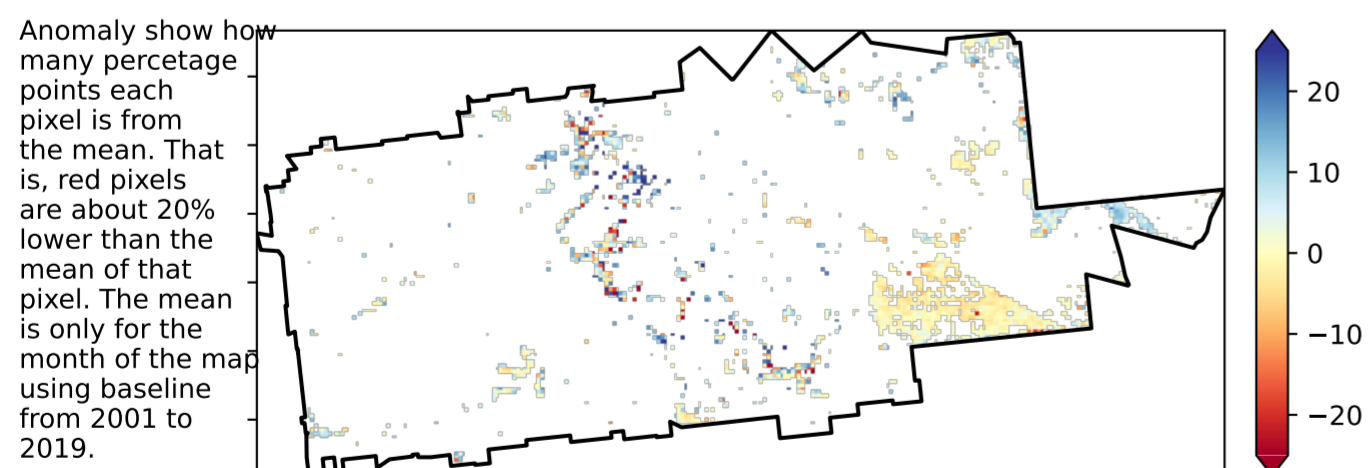 Anomaly show how
many percetage
points each
pixel is from
the mean. That
is, red pixels
are about 20%
lower than the
mean of that
pixel. The mean
is only for the
month of the map
using baseline
from 2001 to
2019.
20
10
0
−10
−20